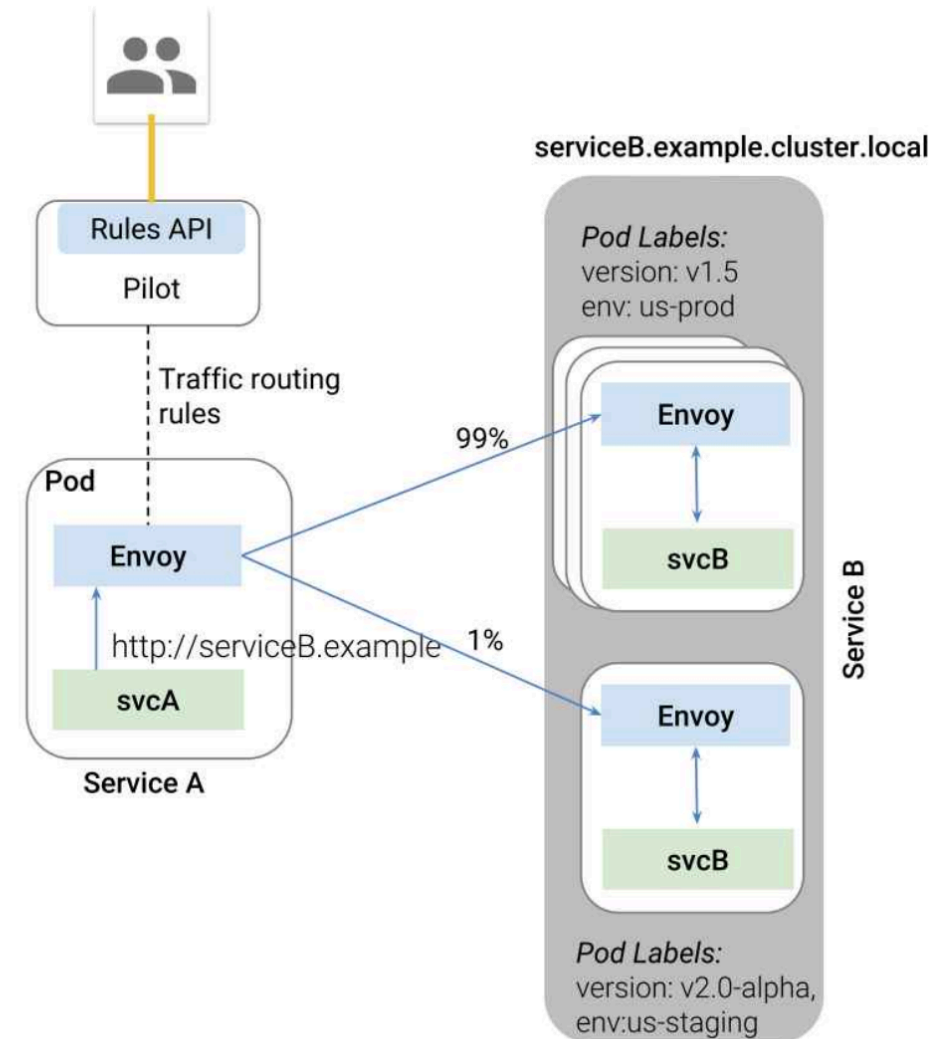 Rules API
Pilot
Traffic routing
rules
Pod
Envoy
http://serviceB.example
svcA
Service A
99%
1%
serviceB.example.cluster.local
Pod Labels:
version: v1.5
env: us-prod
Envoy
svcB
Envoy
svcB
Pod Labels:
version: v2.0-alpha,
env:us-staging
Service B